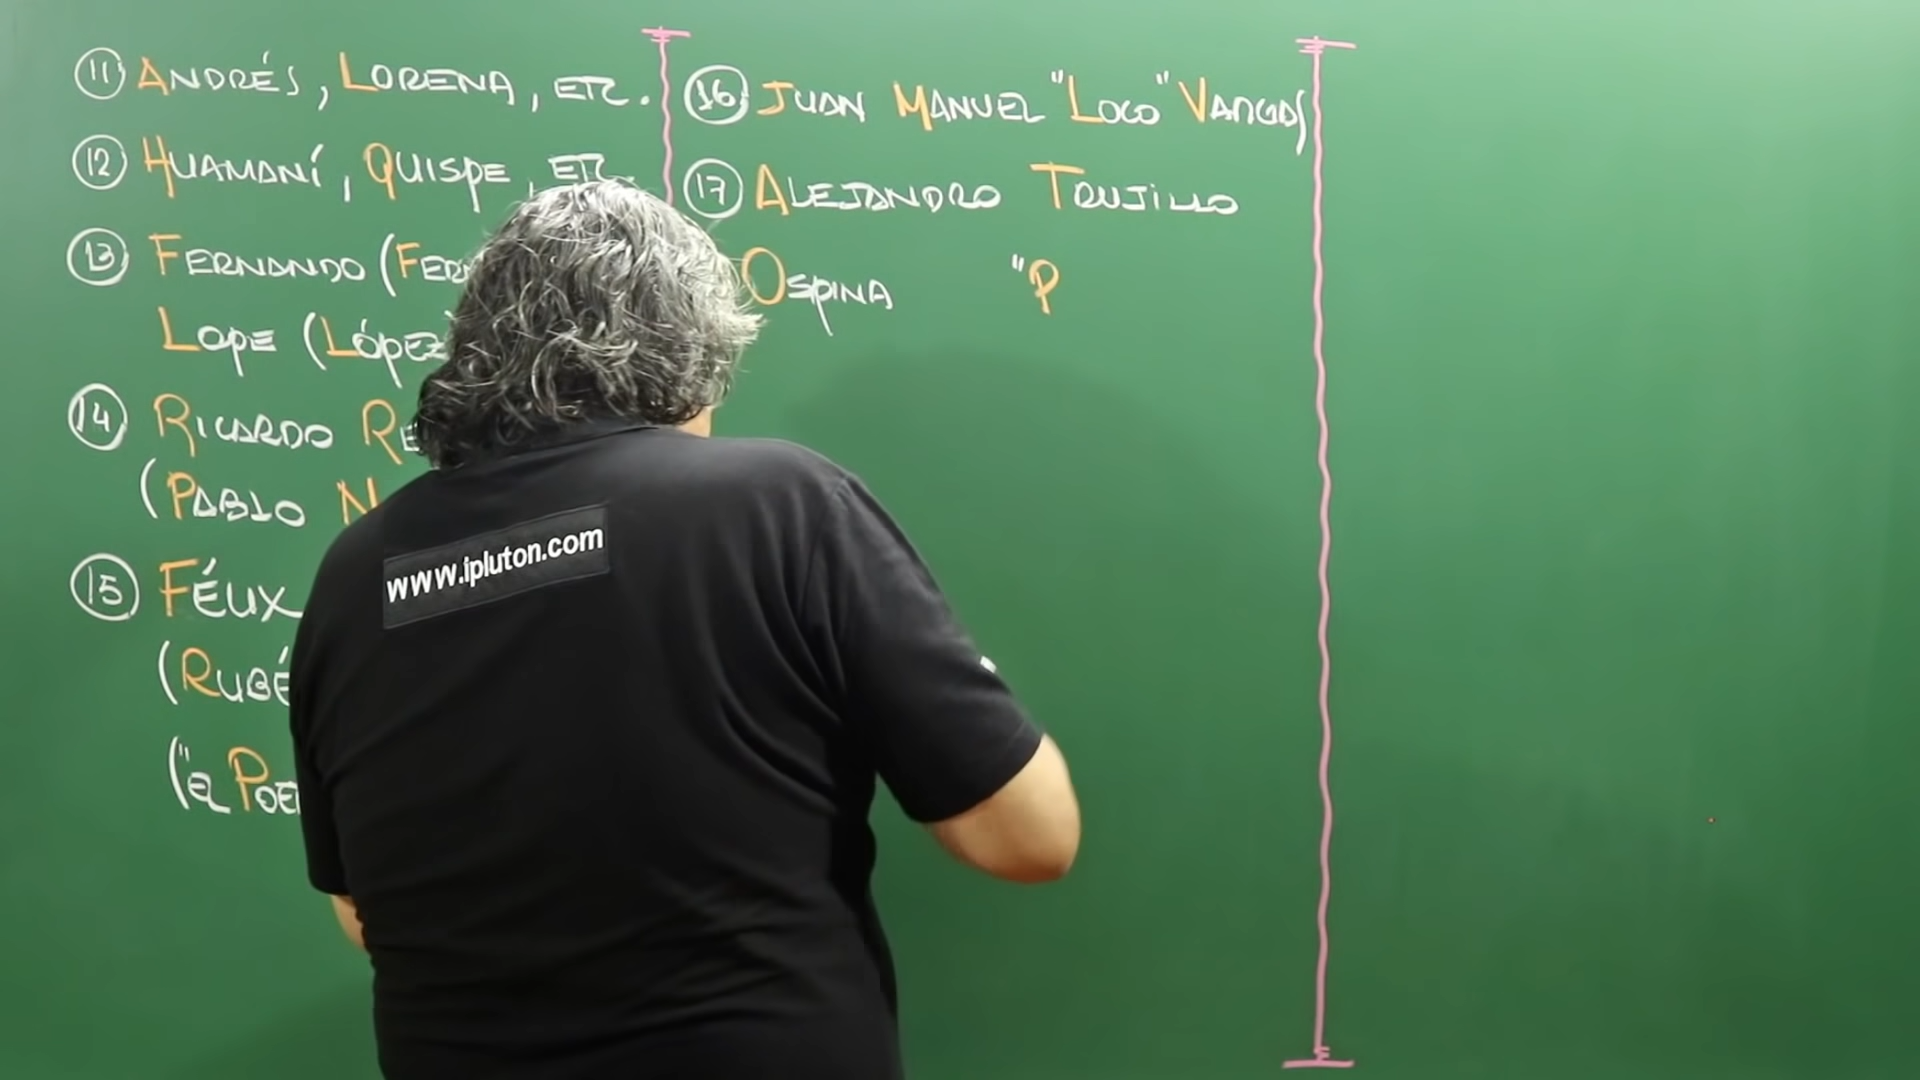 11 ANDRÉS, LORENA, ETC.
12 HUAMANÍ, QUISPE, ETC.
13 FERNANDO (FER
LOPE (LÓPEZ
14 RICARDO RE
(PABLO N
15 FÉLIX
(RUBÉ
("EL POE
16 JUAN MANUEL "LOCO" VARGAS
17 ALEJANDRO TRUJILLO
OSPINA "P
www.ipluton.com